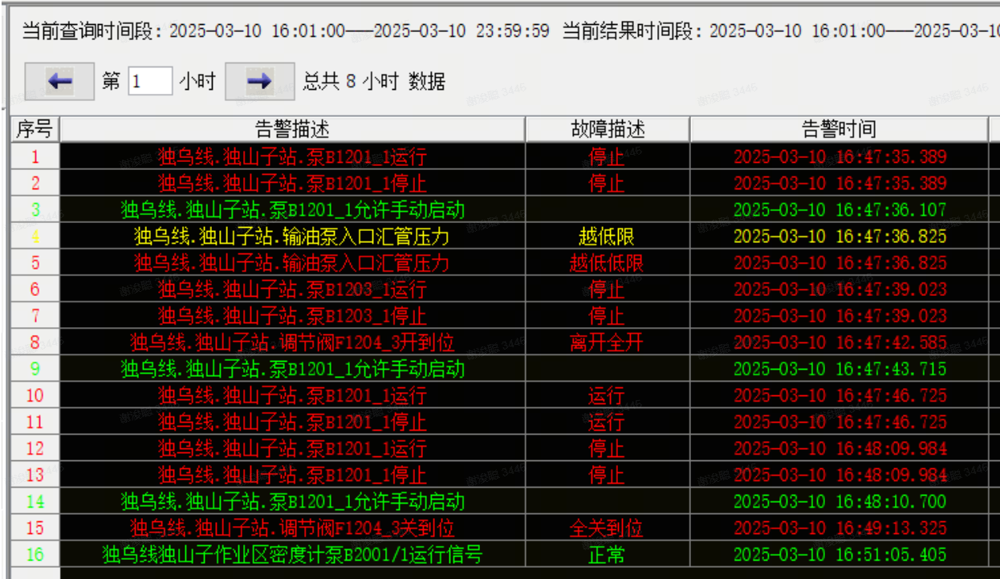 当前查询时间段: 2025-03-10 16:01:00---2025-03-10 23:59:59 当前结果时间段: 2025-03-10 16:01:00---2025-03-10
第 1 小时 总共 8 小时 数据
序号 告警描述 故障描述 告警时间
1 独乌线.独山子站.泵B1201_1运行 停止 2025-03-10 16:47:35.389
2 独乌线.独山子站.泵B1201_1停止 停止 2025-03-10 16:47:35.389
3 独乌线.独山子站.泵B1201_1允许手动启动 2025-03-10 16:47:36.107
4 独乌线.独山子站.输油泵入口汇管压力 越低限 2025-03-10 16:47:36.825
5 独乌线.独山子站.输油泵入口汇管压力 越低低限 2025-03-10 16:47:36.825
6 独乌线.独山子站.泵B1203_1运行 停止 2025-03-10 16:47:39.023
7 独乌线.独山子站.泵B1203_1停止 停止 2025-03-10 16:47:39.023
8 独乌线.独山子站.调节阀F1204_3开到位 离开全开 2025-03-10 16:47:42.585
9 独乌线.独山子站.泵B1201_1允许手动启动 2025-03-10 16:47:43.715
10 独乌线.独山子站.泵B1201_1运行 运行 2025-03-10 16:47:46.725
11 独乌线.独山子站.泵B1201_1停止 运行 2025-03-10 16:47:46.725
12 独乌线.独山子站.泵B1201_1运行 停止 2025-03-10 16:48:09.984
13 独乌线.独山子站.泵B1201_1停止 停止 2025-03-10 16:48:09.984
14 独乌线.独山子站.泵B1201_1允许手动启动 2025-03-10 16:48:10.700
15 独乌线.独山子站.调节阀F1204_3关到位 全关到位 2025-03-10 16:49:13.325
16 独乌线独山子作业区密度计泵B2001/1运行信号 正常 2025-03-10 16:51:05.405